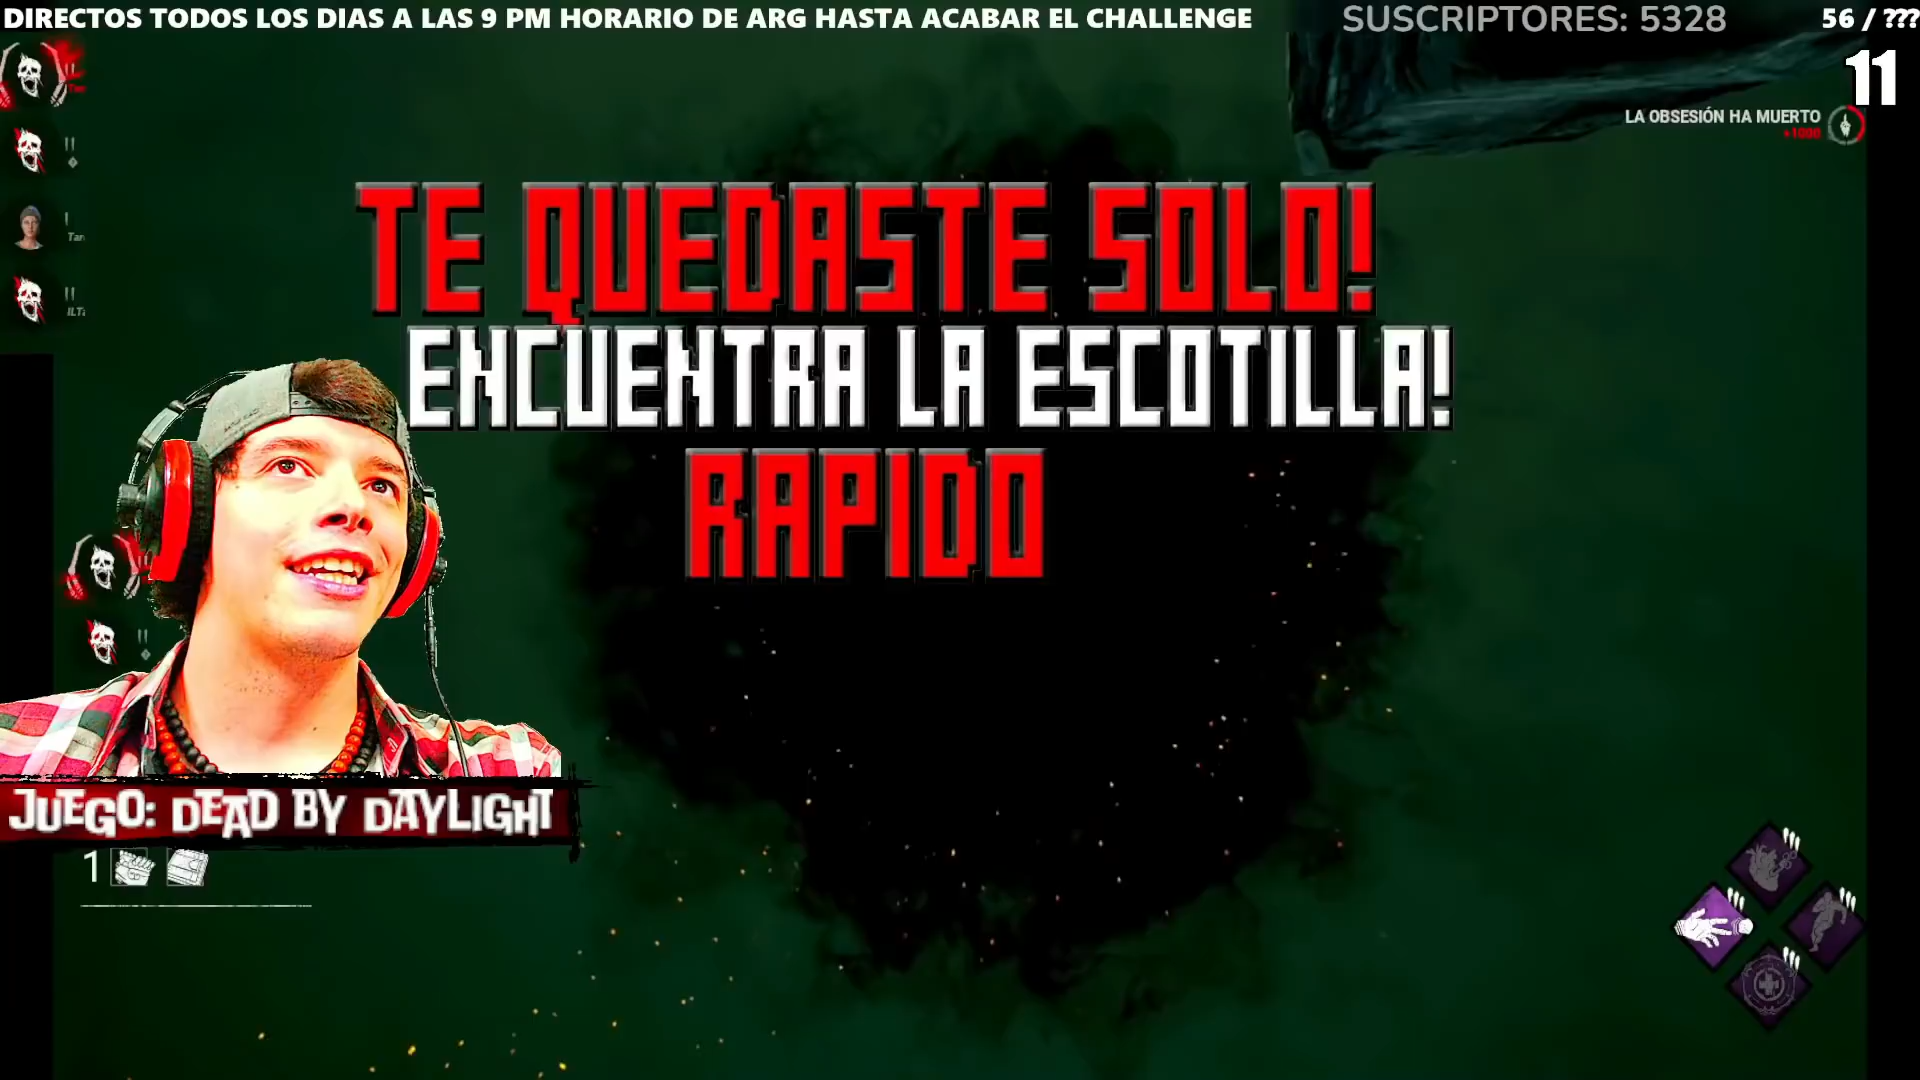 DIRECTOS TODOS LOS DIAS A LAS 9 PM HORARIO DE ARG HASTA ACABAR EL CHALLENGE
SUSCRIPTORES: 5328
56 / ???
11
LA OBSESIÓN HA MUERTO
+1000
TE QUEDASTE SOLO!
ENCUENTRA LA ESCOTILLA!
RAPIDO
JUEGO: DEAD BY DAYLIGHT
1